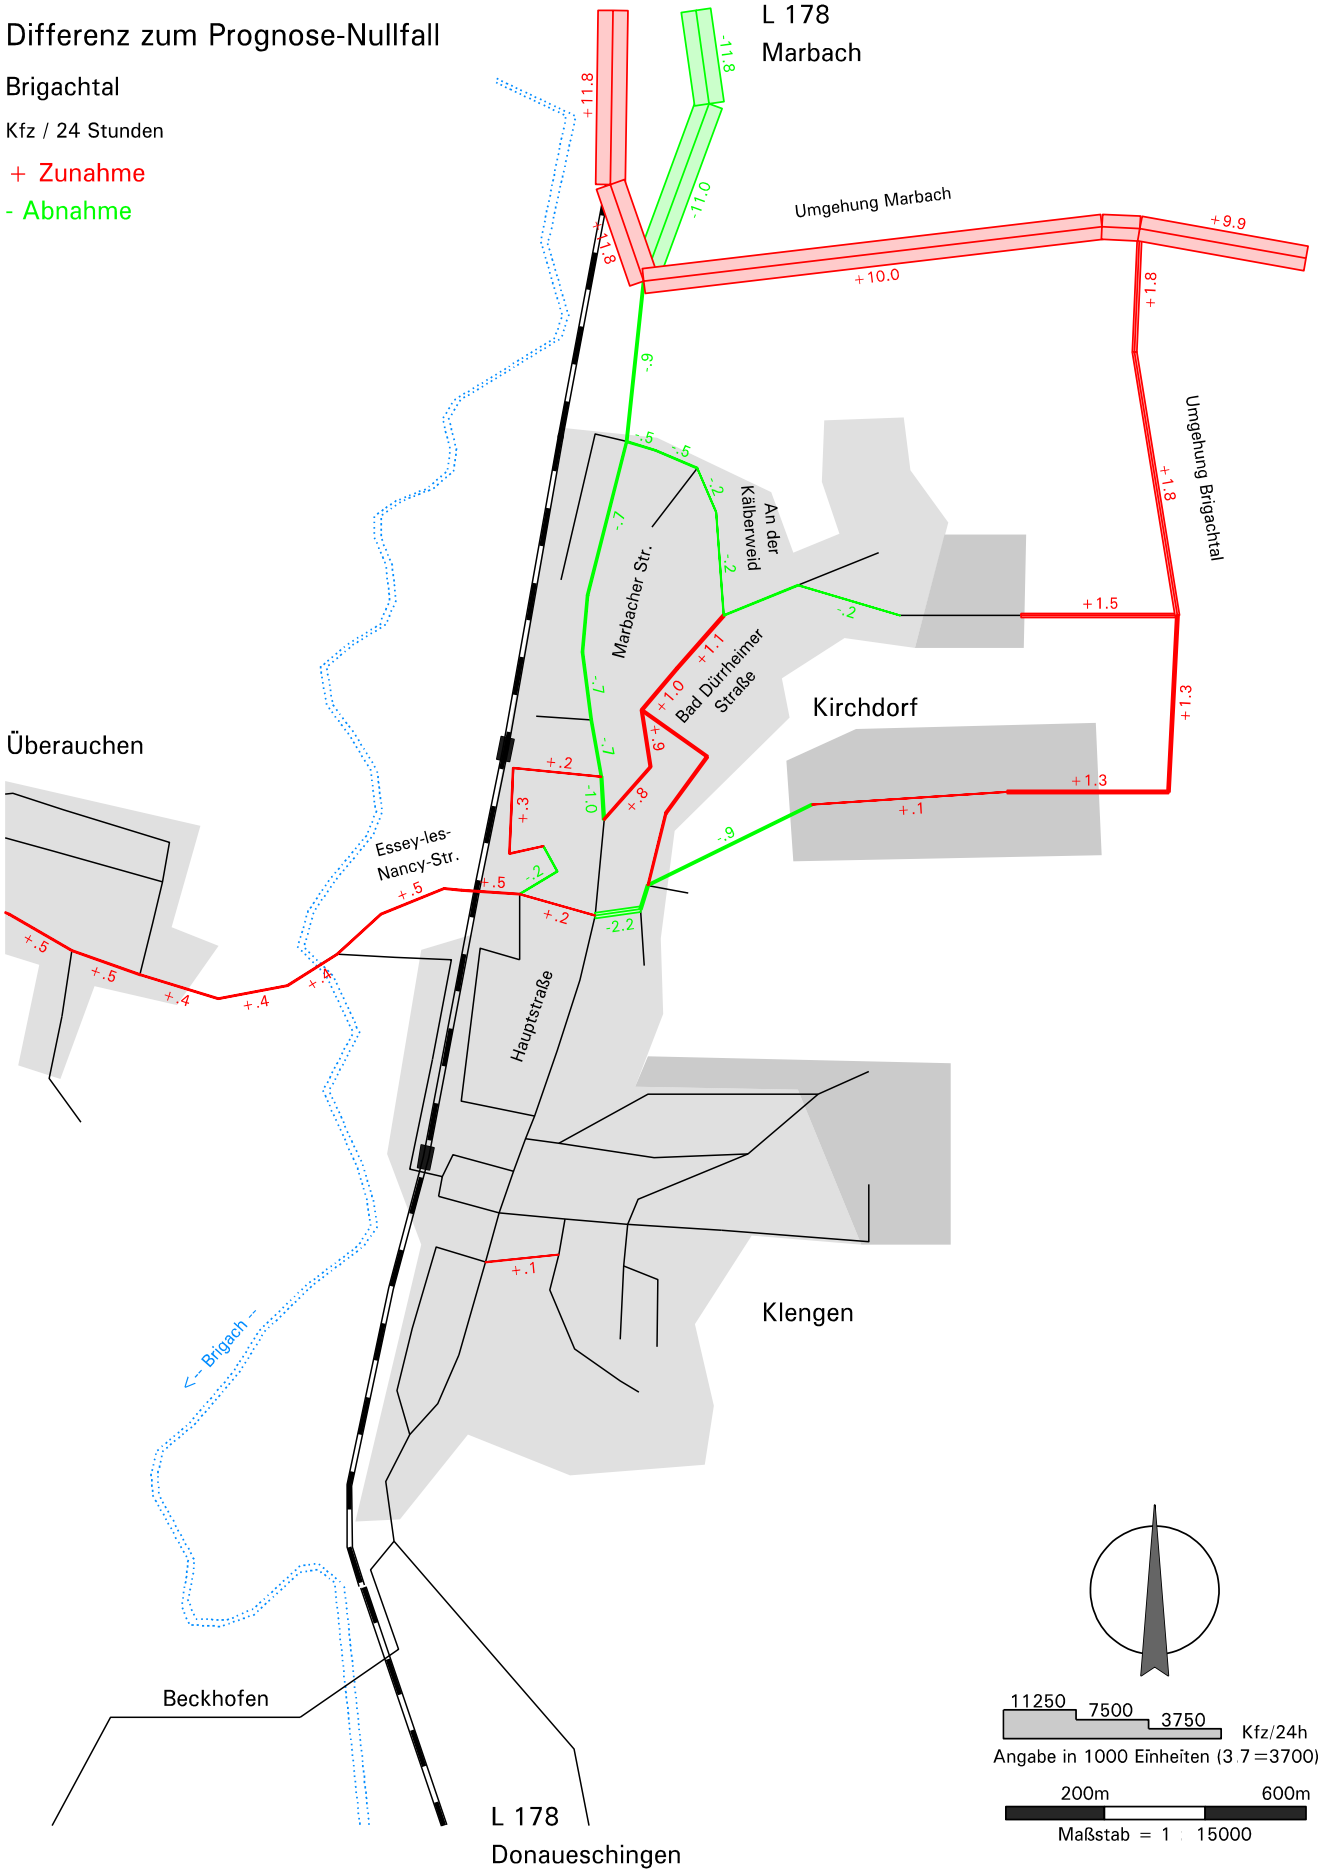 Differenz zum Prognose-Nullfall
Brigachtal
Kfz / 24 Stunden
+ Zunahme
- Abnahme
L 178
Marbach
+11.8
-11.8
-11.0
+11.8
Umgehung Marbach
+10.0
+9.9
+1.8
-.9
Umgehung Brigachtal
+1.8
-.5
-.5
-.2
An der
Kälberweid
-.7
-.2
Marbacher Str.
-.2
+1.5
+1.1
Bad Dürrheimer
Straße
+1.0
-.7
Kirchdorf
+1.3
Überauchen
-.7
+.9
+.2
+.3
-1.0
+.8
+1.3
+.1
-.9
Essey-les-
Nancy-Str.
-.2
+.5
+.5
+.2
-2.2
+.5
+.5
+.4
+.4
+.4
Hauptstraße
+.1
Klengen
<-- Brigach --
Beckhofen
11250
7500
3750
Kfz/24h
Angabe in 1000 Einheiten (3.7=3700)
200m
600m
Maßstab = 1 : 15000
L 178
Donaueschingen